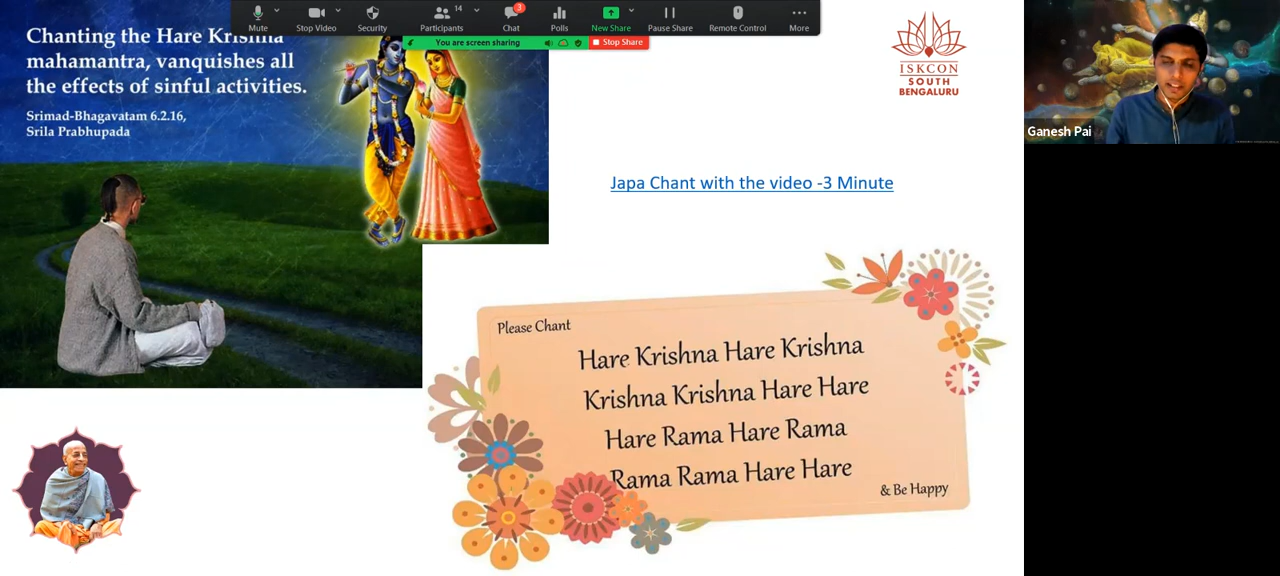 Mute
Stop Video
Security
14
Participants
3
Chat
Polls
New Share
Pause Share
Remote Control
More
You are screen sharing
Stop Share
Chanting the Hare Krishna
mahamantra, vanquishes all
the effects of sinful activities.
Srimad-Bhagavatam 6.2.16,
Srila Prabhupada
ISKCON
SOUTH
BENGALURU
Ganesh Pai
Japa Chant with the video -3 Minute
Please Chant
Hare Krishna Hare Krishna
Krishna Krishna Hare Hare
Hare Rama Hare Rama
Rama Rama Hare Hare
& Be Happy